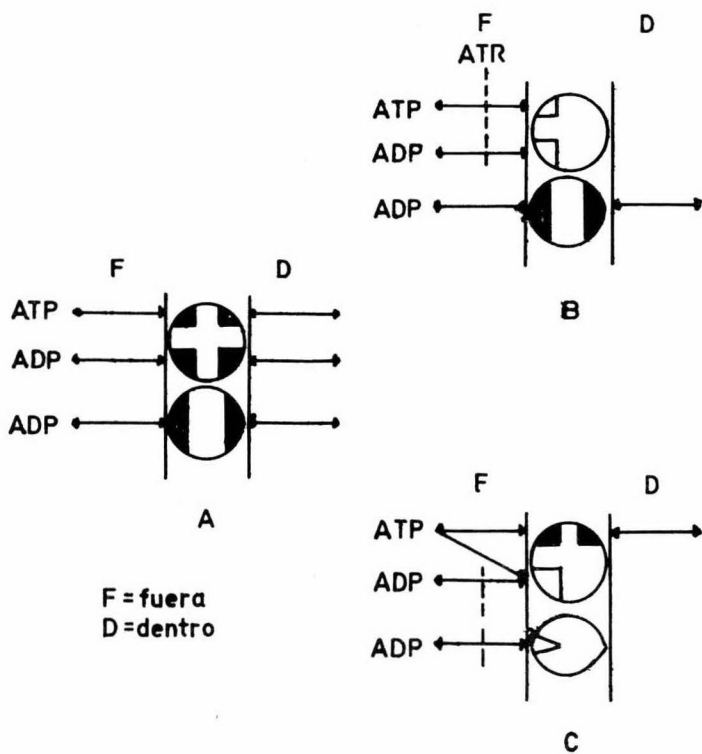 F D
ATR
ATP
ADP
ADP
B
F D
ATP
ADP
ADP
A
F = fuera
D = dentro
F D
ATP
ADP
ADP
C